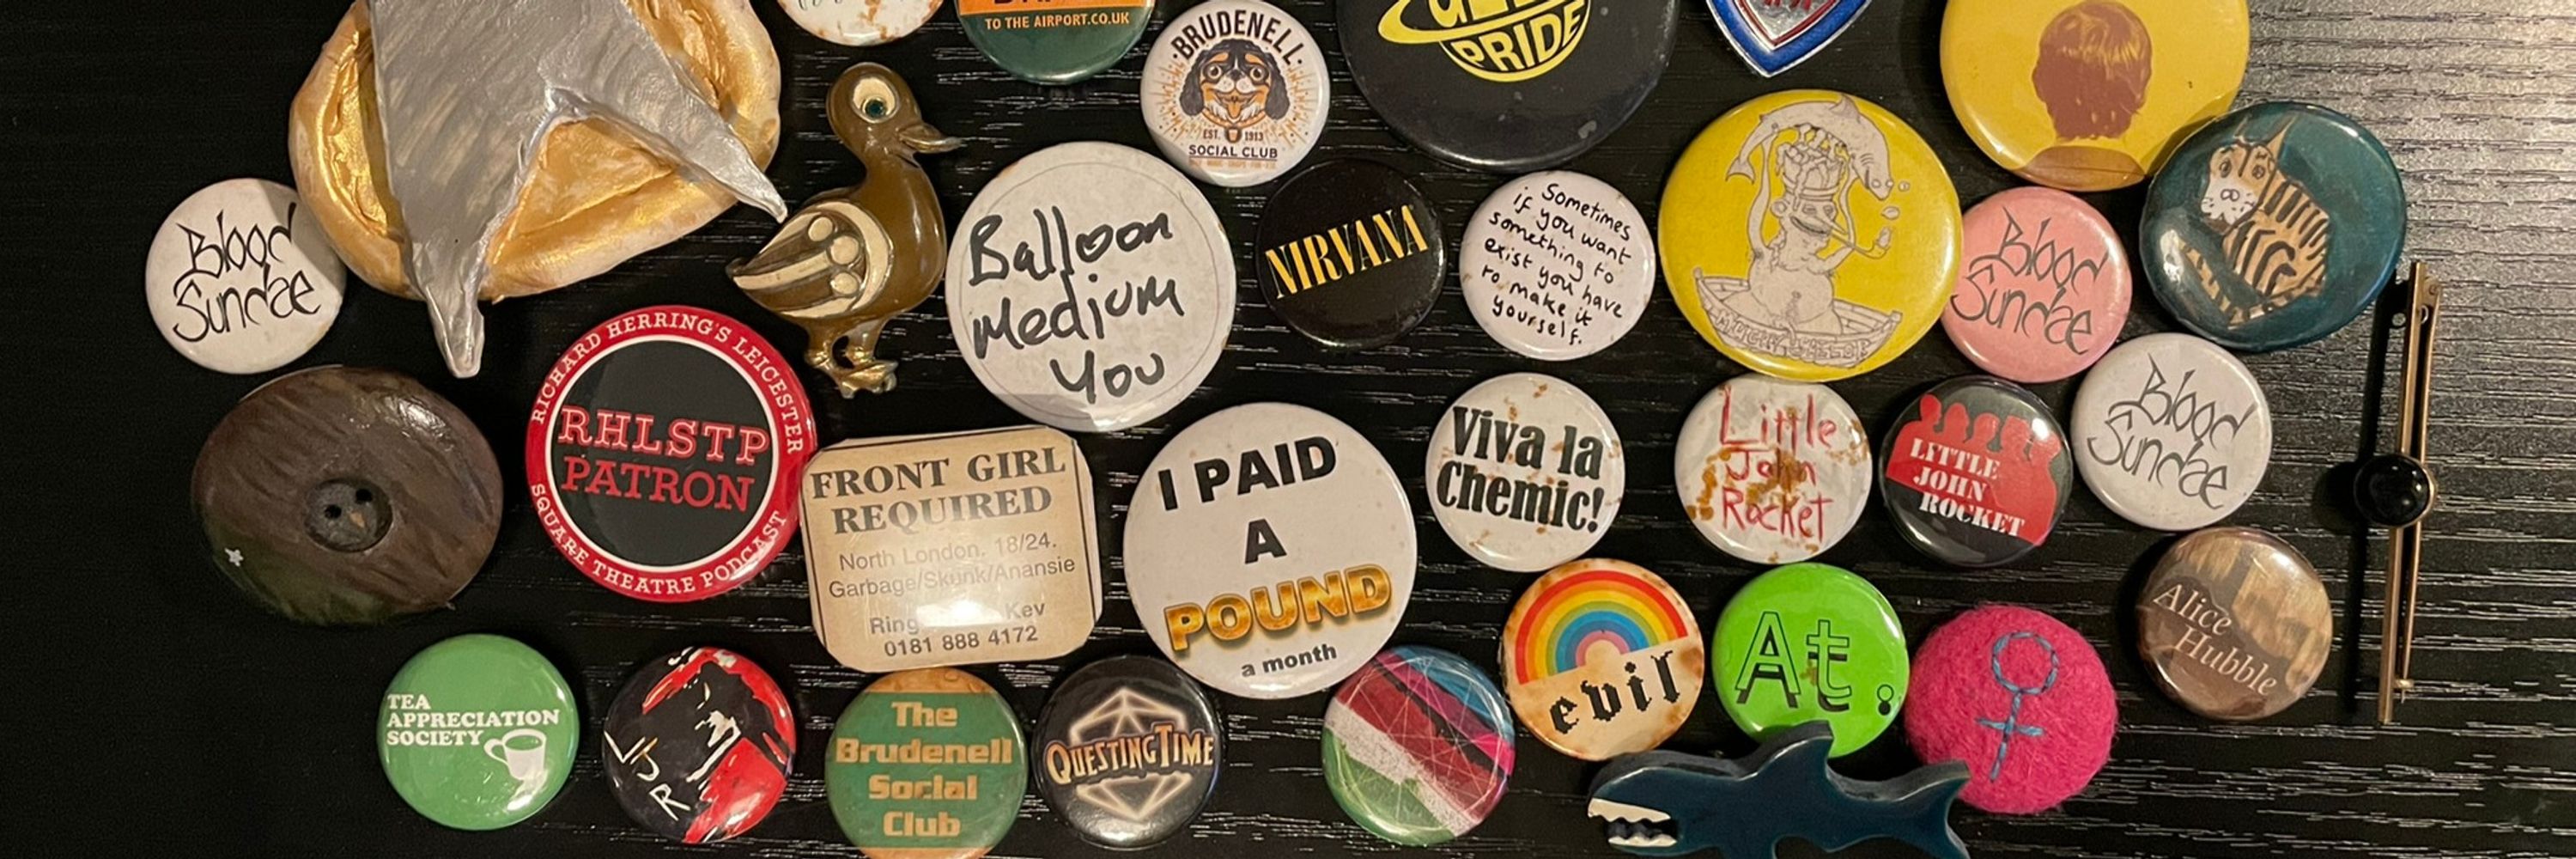 TO THE AIRPORT.CO.UK
BRUDENELL
EST. 1913
SOCIAL CLUB
PRIDE
Blood
Sundae
Balloon
Medium
You
NIRVANA
Sometimes
if you want
something to
exist you have
to make it
yourself.
Blood
Sundae
RICHARD HERRING'S LEICESTER
SQUARE THEATRE PODCAST
RHLSTP
PATRON
FRONT GIRL
REQUIRED
North London. 18/24.
Garbage/Skunk/Anansie
Ring Kev
0181 888 4172
I PAID
A
POUND
a month
Viva la
Chemic!
Little
John
Rocket
LITTLE
JOHN
ROCKET
Blood
Sundae
TEA
APPRECIATION
SOCIETY
LJR
The
Brudenell
Social
Club
QUESTING TIME
evil
At.
Alice
Hubble